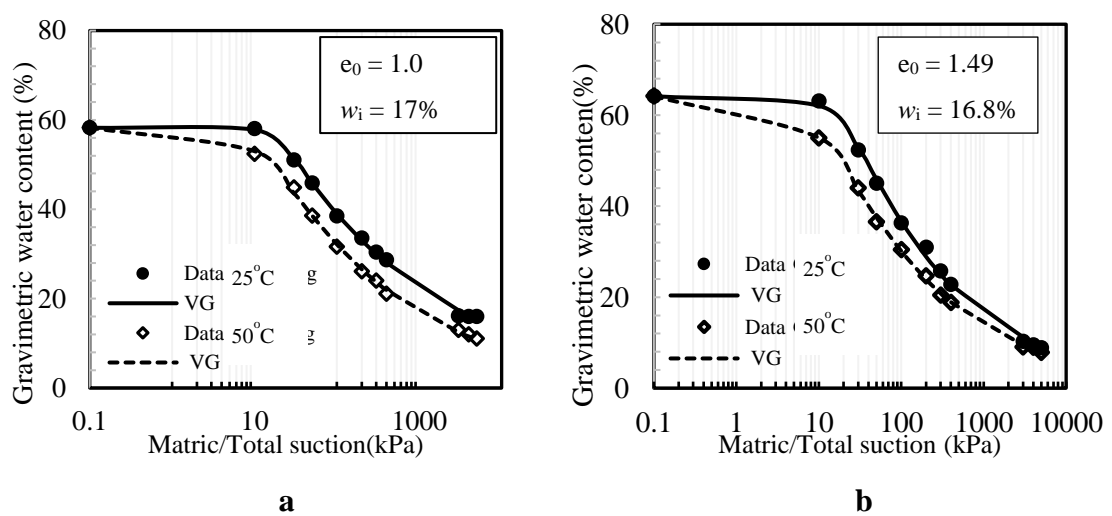 80
60
40
20
0
Gravimetric water content (%)
e0 = 1.0
wi = 17%
Data 25°C g
VG
Data 50°C g
VG
0.1 10 1000
Matric/Total suction(kPa)
a
80
60
40
20
0
Gravimetric water content(%)
e0 = 1.49
wi = 16.8%
Data 25°C
VG
Data 50°C
VG
0.1 1 10 100 1000 10000
Matric/Total suction (kPa)
b